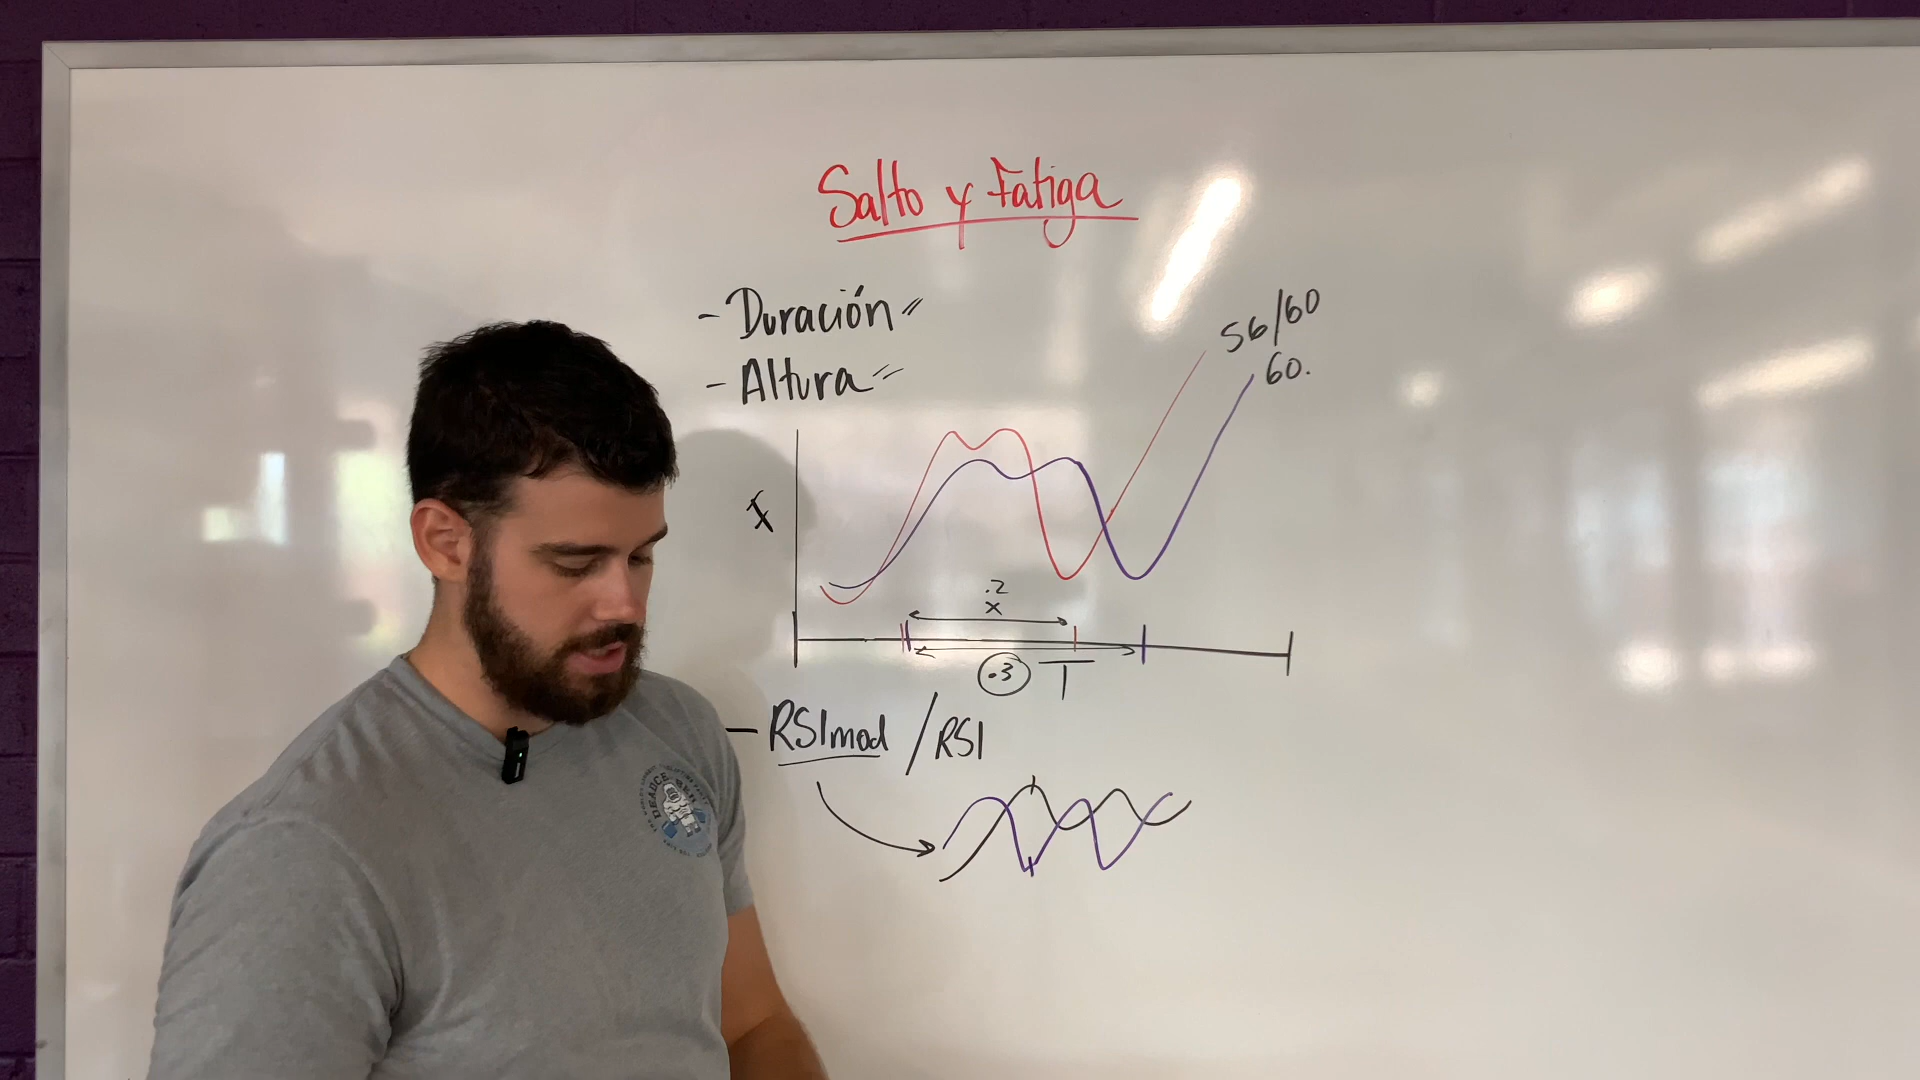 Salto y Fatiga
- Duración
- Altura
56/60
60.
F
.2
x
.3
T
- RSImod / RSI